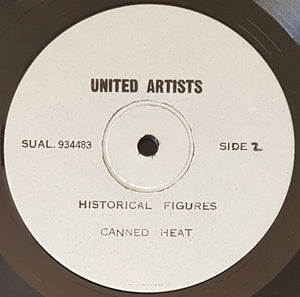 UNITED ARTISTS
SUAL. 934483 SIDE 2
HISTORICAL FIGURES
CANNED HEAT